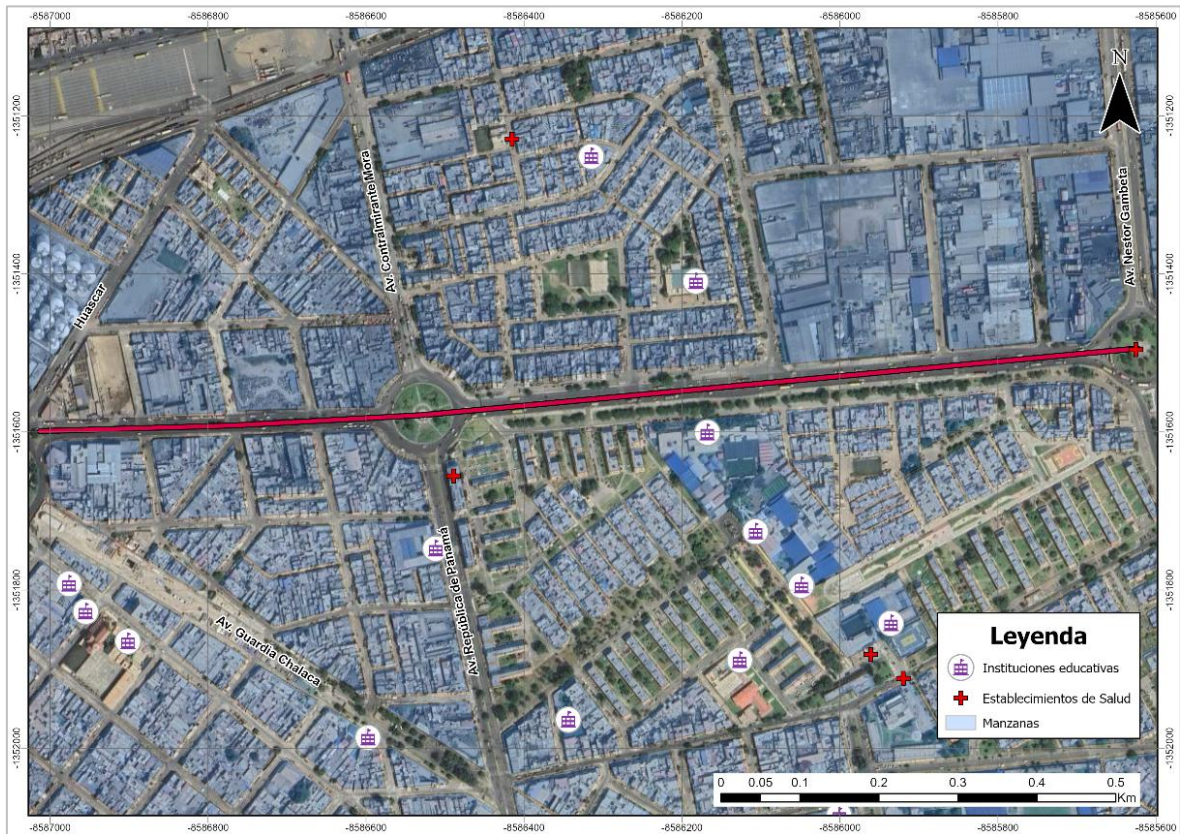 -8587000 -8586800 -8586600 -8586400 -8586200 -8586000 -8585800 -8585600
N
-1351200 -1351200
Av. Contralmirante Mora
Av. Nestor Gambeta
Huascar
-1351400 -1351400
-1351600 -1351600
Av. República de Panamá
-1351800 -1351800
Av. Guardia Chalaca
Leyenda
Instituciones educativas
Establecimientos de Salud
Manzanas
-1352000 -1352000
0 0.05 0.1 0.2 0.3 0.4 0.5
Km
-8587000 -8586800 -8586600 -8586400 -8586200 -8586000 -8585800 -8585600